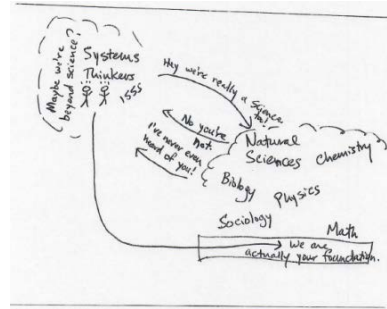 Maybe we're
beyond science?
Systems
Thinkers
ISSS
Hey we're really a science
too!
No you're
not.
I've never even
heard of you!
Natural
Sciences
Chemistry
Biology
Physics
Sociology
Math
We are
actually your foundation.